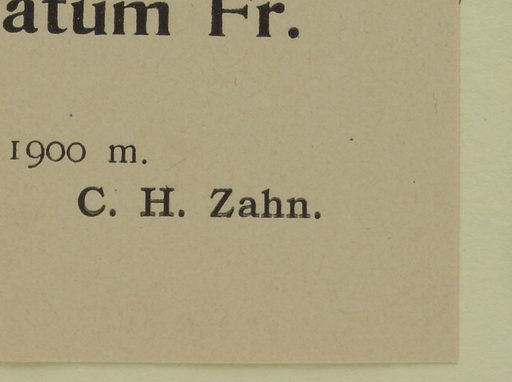 atum Fr.
1900 m.
C. H. Zahn.